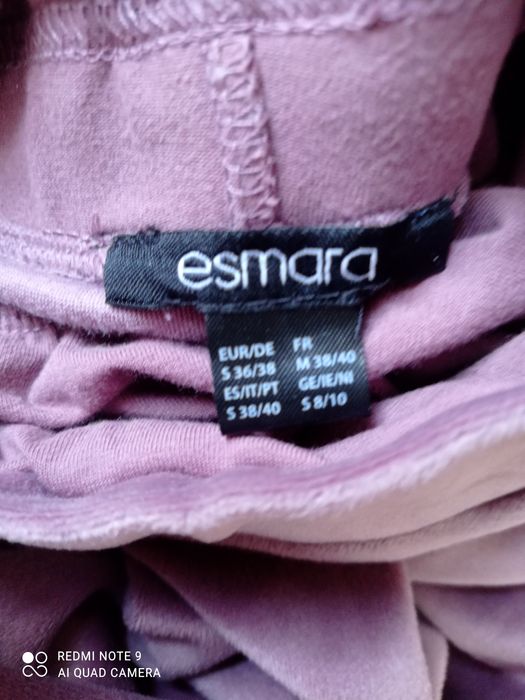 esmara
EUR/DE FR
S 36/38 M 38/40
ES/IT/PT GE/IE/NI
S 38/40 S 8/10
REDMI NOTE 9
AI QUAD CAMERA